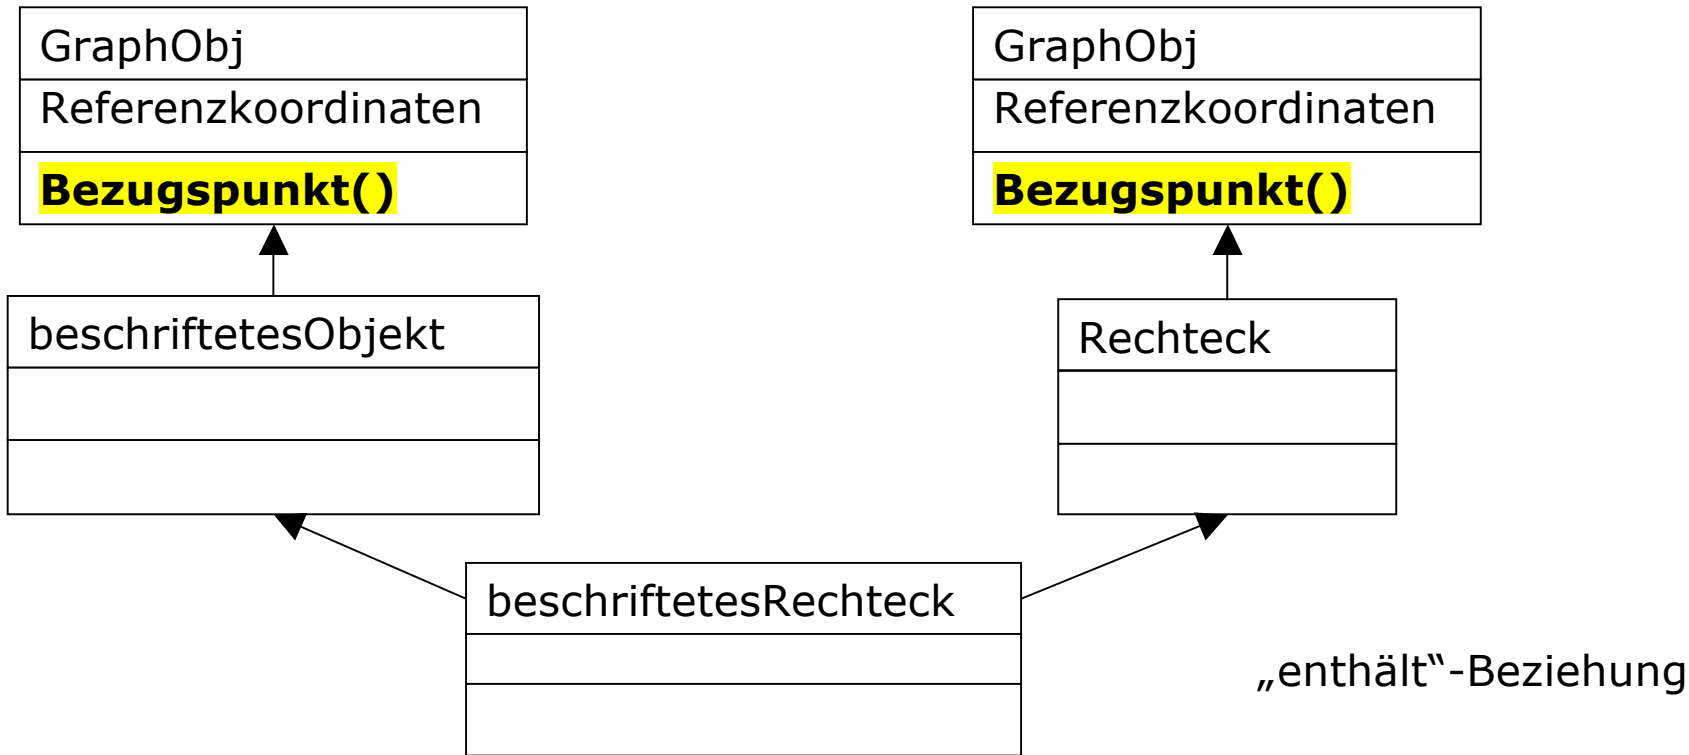 GraphObj
Referenzkoordinaten
Bezugspunkt()
GraphObj
Referenzkoordinaten
Bezugspunkt()
beschriftetesObjekt
Rechteck
beschriftetesRechteck
„enthält“-Beziehung